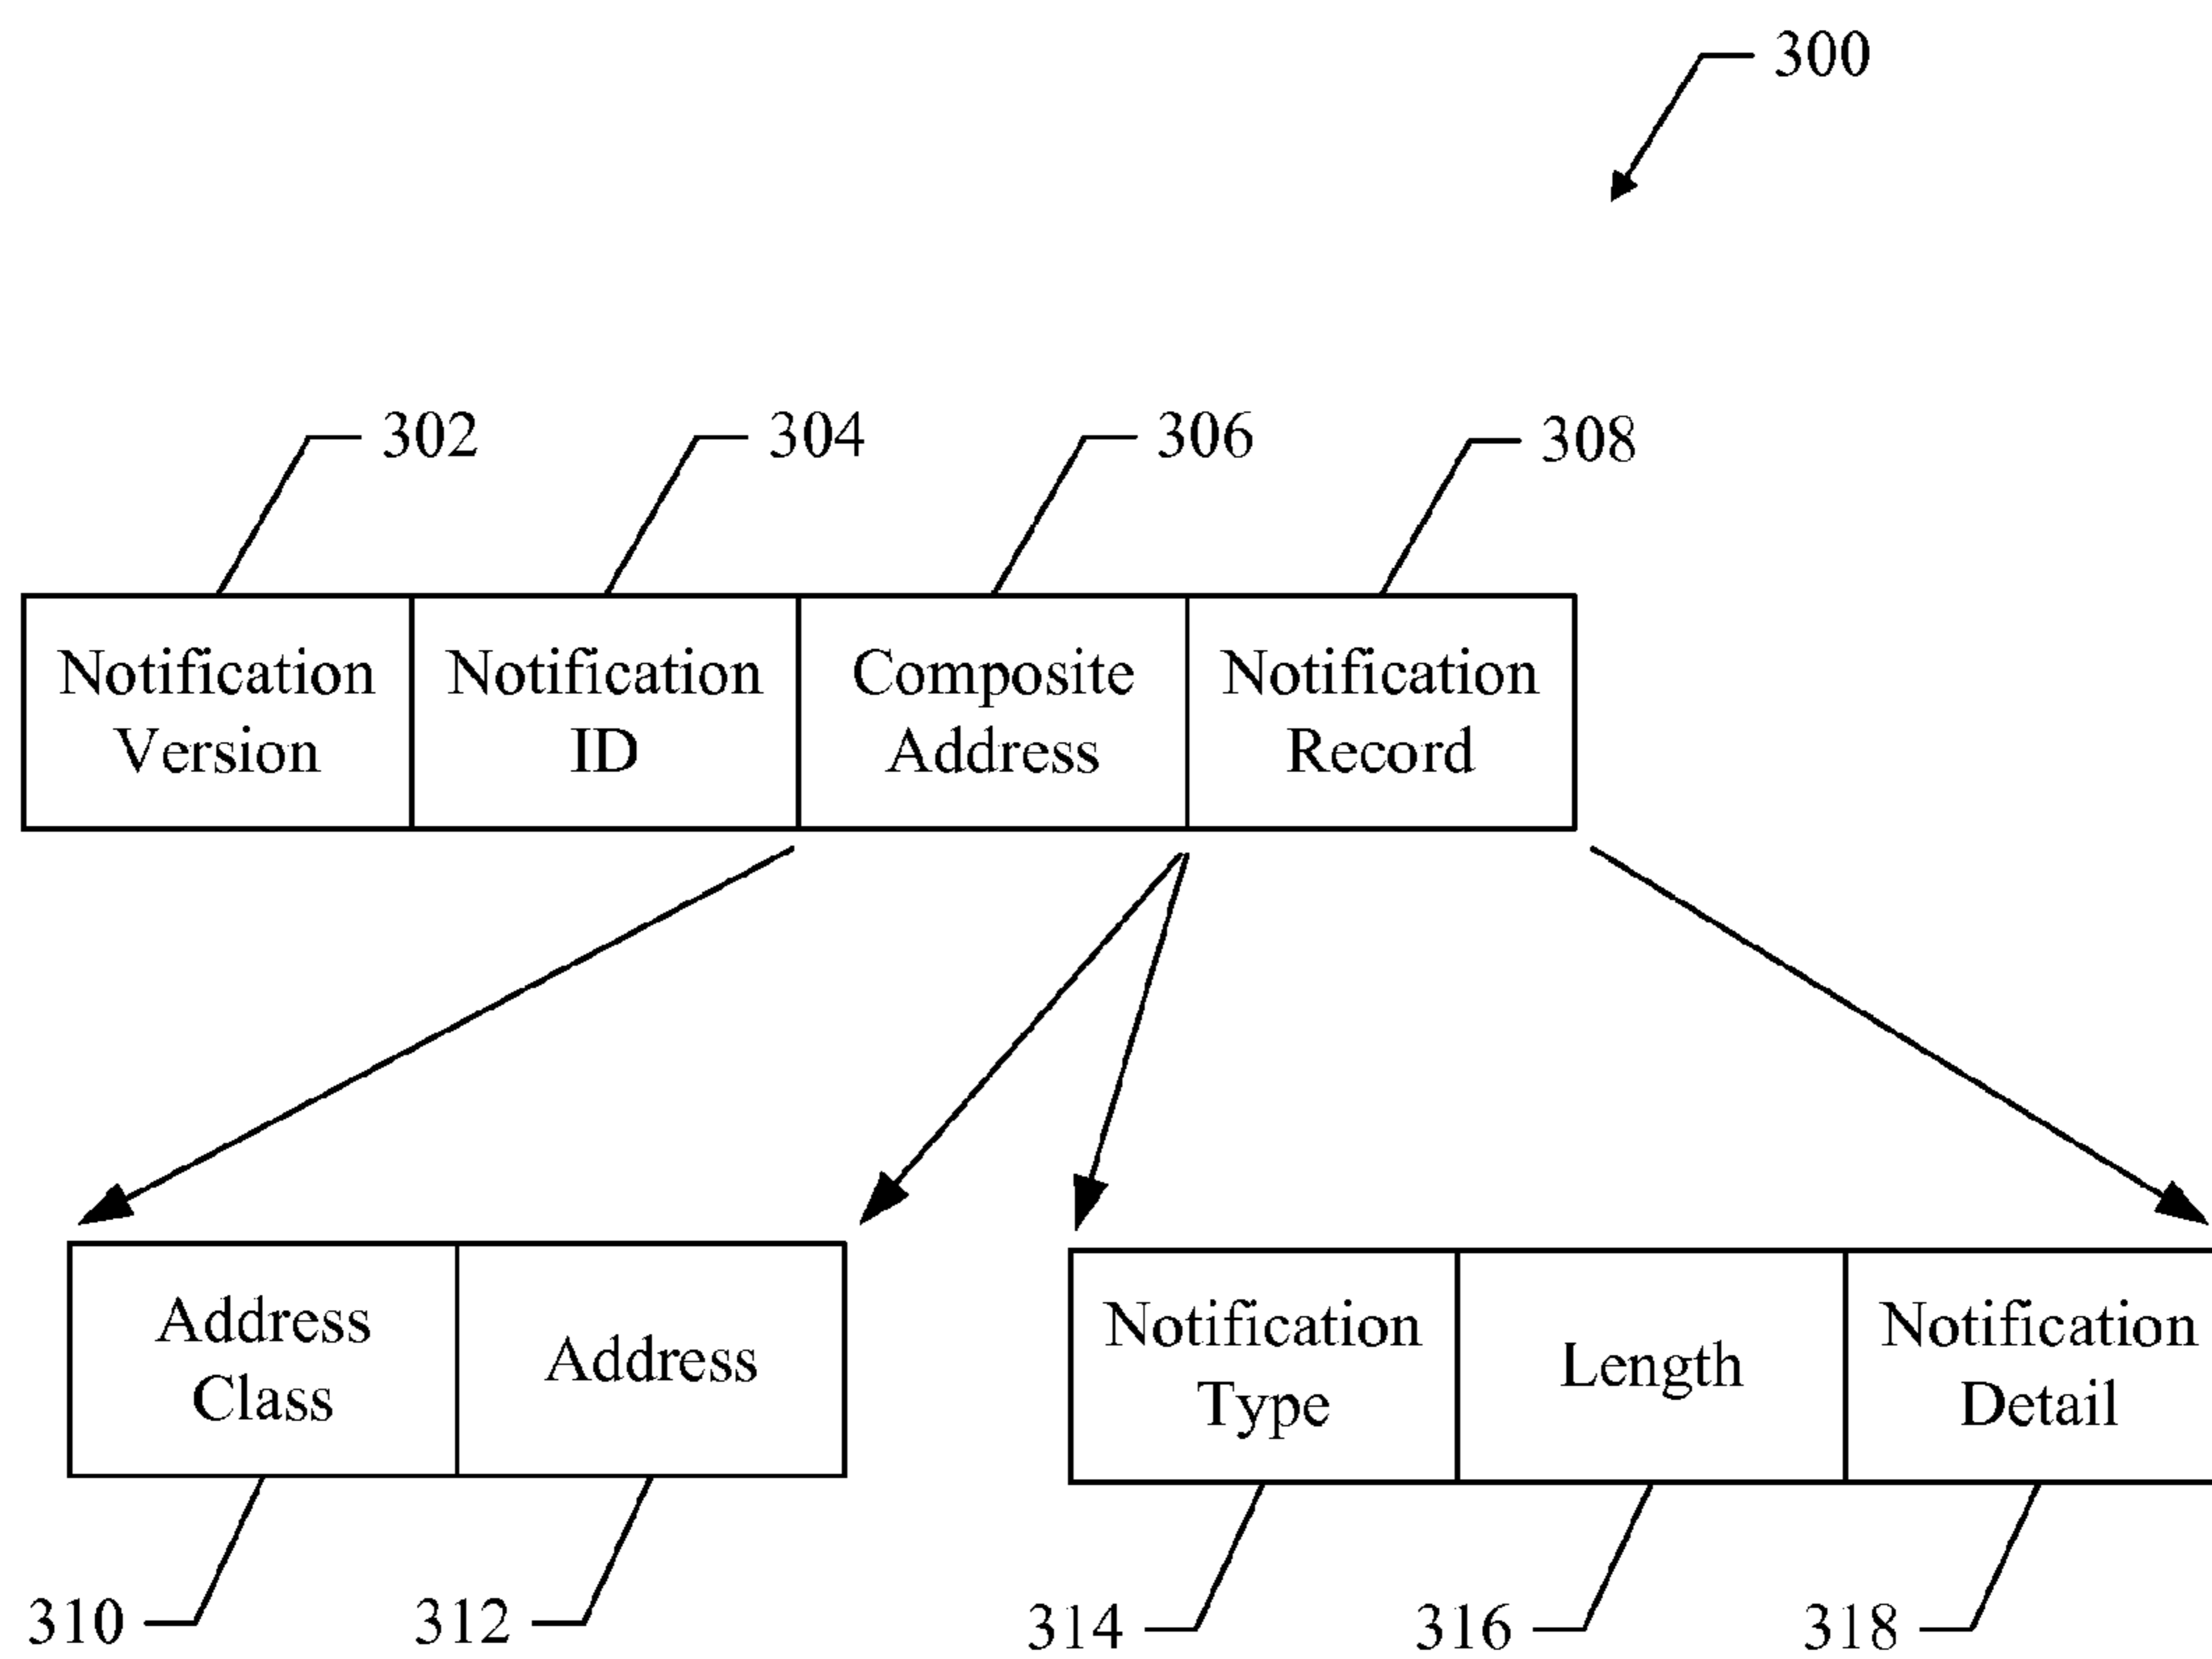 300
302
304
306
308
Notification
Version
Notification
ID
Composite
Address
Notification
Record
Address
Class
Address
Notification
Type
Length
Notification
Detail
310
312
314
316
318